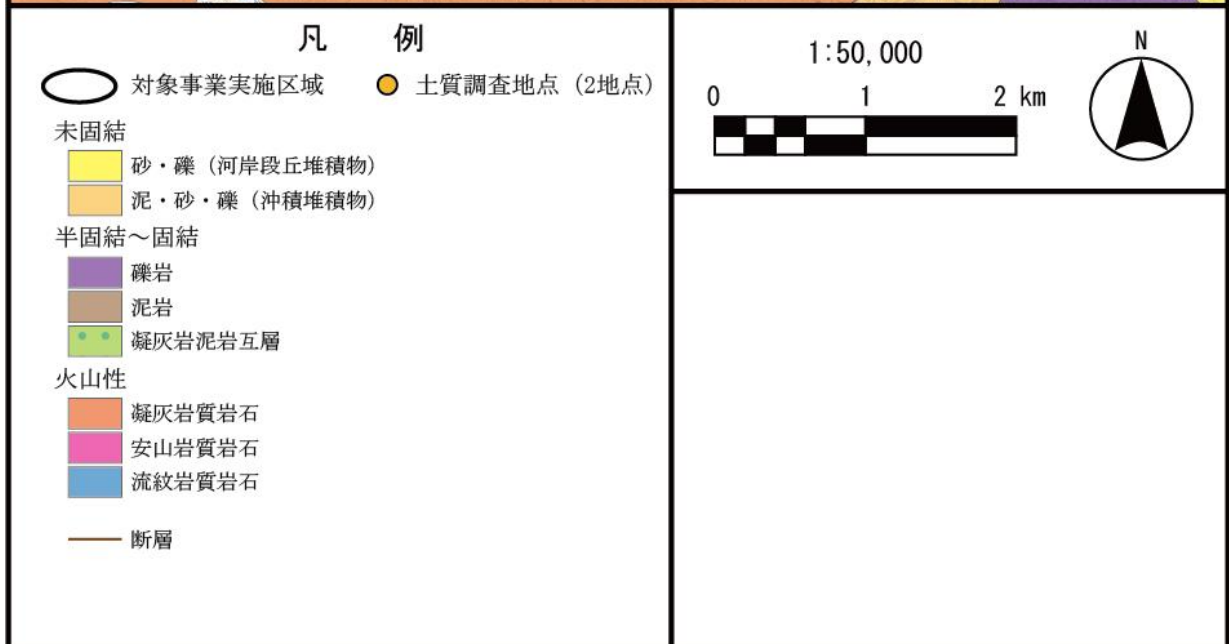 凡 例
対象事業実施区域 土質調査地点 (2地点)
未固結
砂・礫 (河岸段丘堆積物)
泥・砂・礫 (沖積堆積物)
半固結～固結
礫岩
泥岩
凝灰岩泥岩互層
火山性
凝灰岩質岩石
安山岩質岩石
流紋岩質岩石
断層
1:50,000
0 1 2 km
N